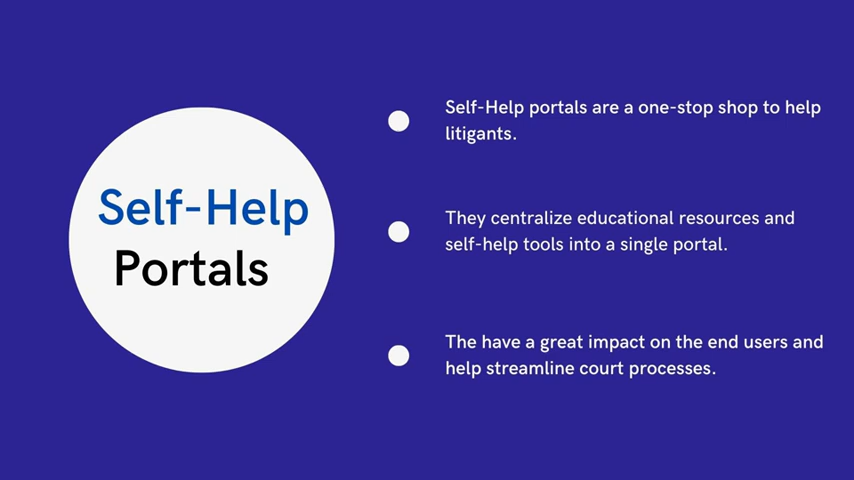 Self-Help
Portals
Self-Help portals are a one-stop shop to help
litigants.
They centralize educational resources and
self-help tools into a single portal.
The have a great impact on the end users and
help streamline court processes.